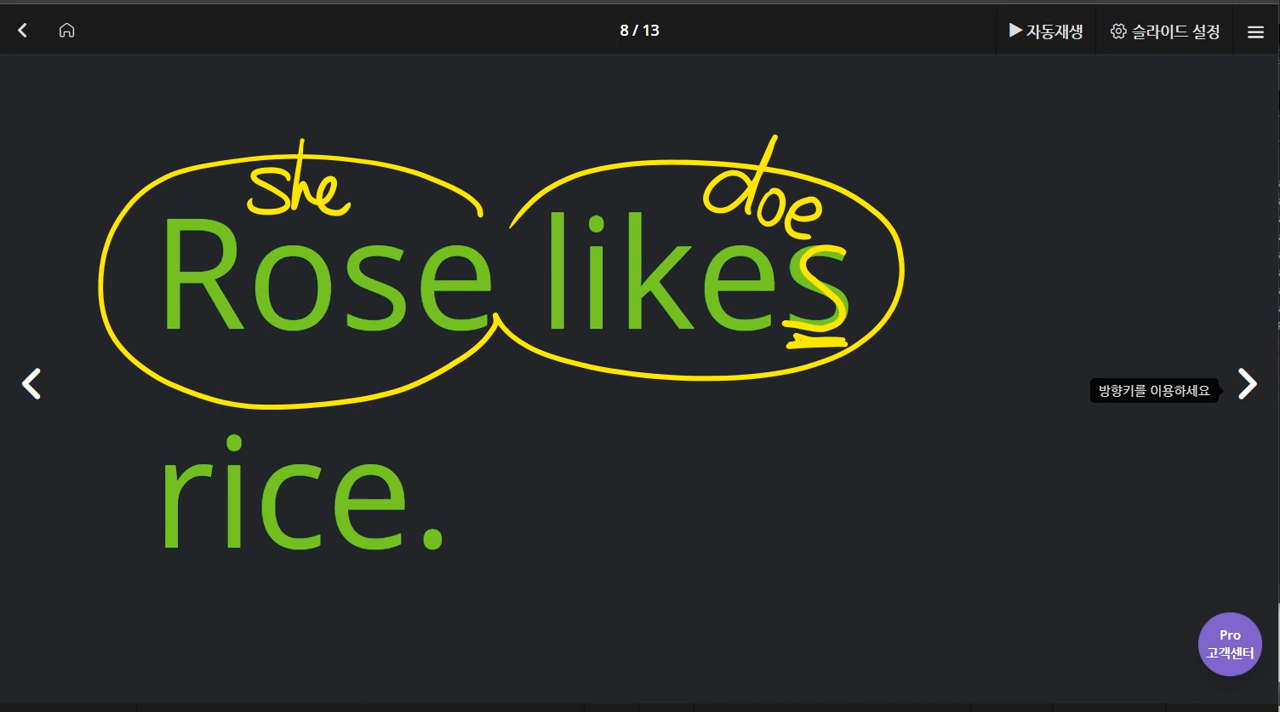 8 / 13
자동재생
슬라이드 설정
she
doe
Rose likes
s
방향키를 이용하세요
rice.
Pro
고객센터